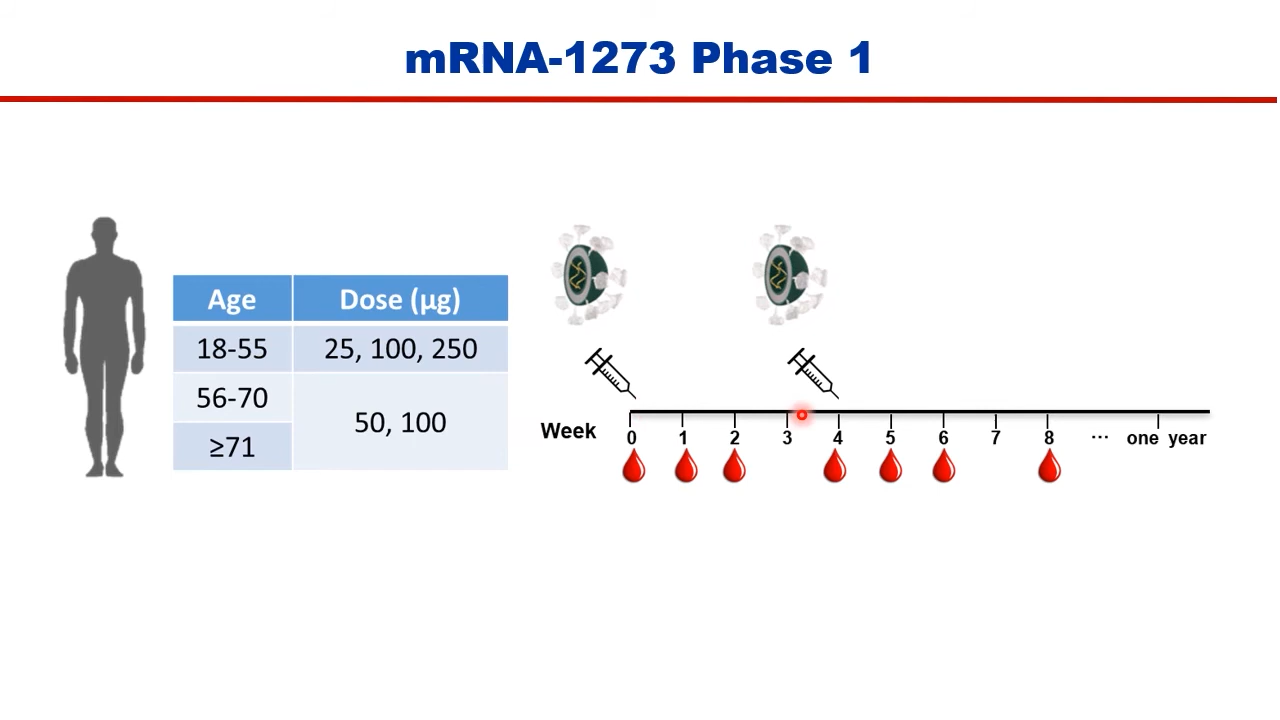 mRNA-1273 Phase 1
Age Dose (µg)
18-55 25, 100, 250
56-70
50, 100
≥71
Week 0 1 2 3 4 5 6 7 8 ... one year